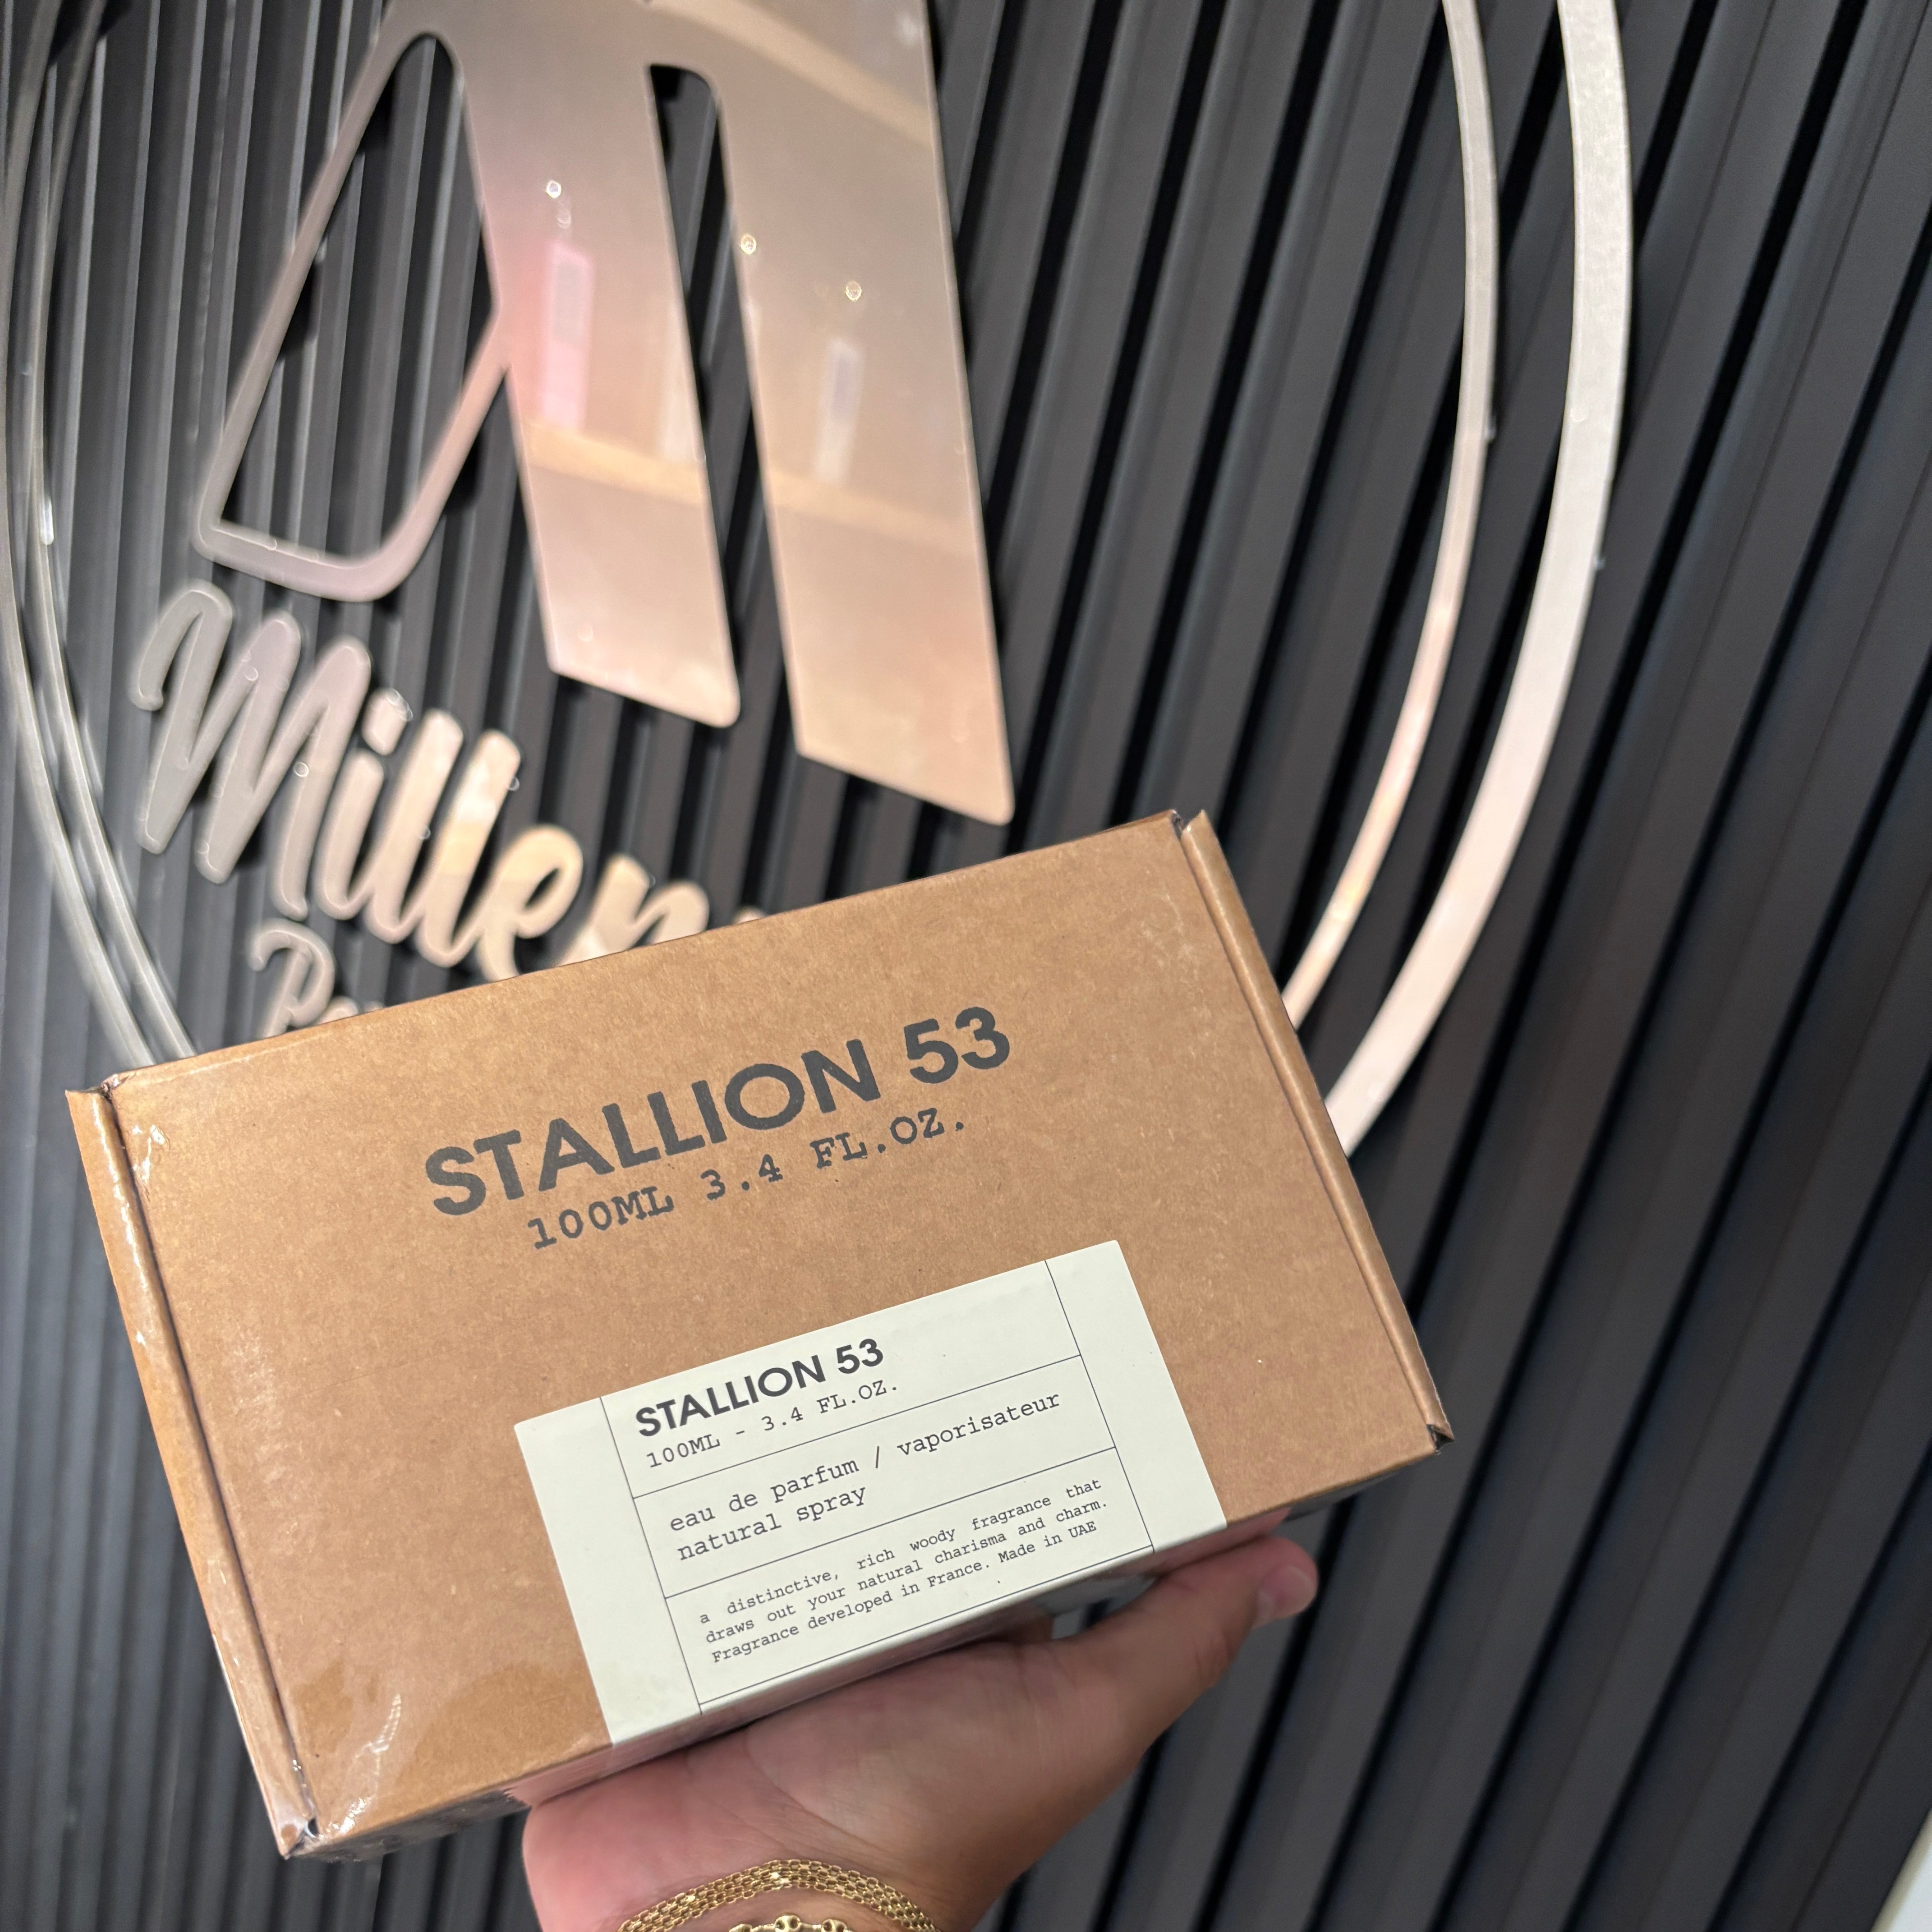 Millen
STALLION 53
100ML 3.4 FL.OZ.
STALLION 53
100ML - 3.4 FL.OZ.
eau de parfum / vaporisateur
natural spray
a distinctive, rich woody fragrance that
draws out your natural charisma and charm.
Fragrance developed in France. Made in UAE